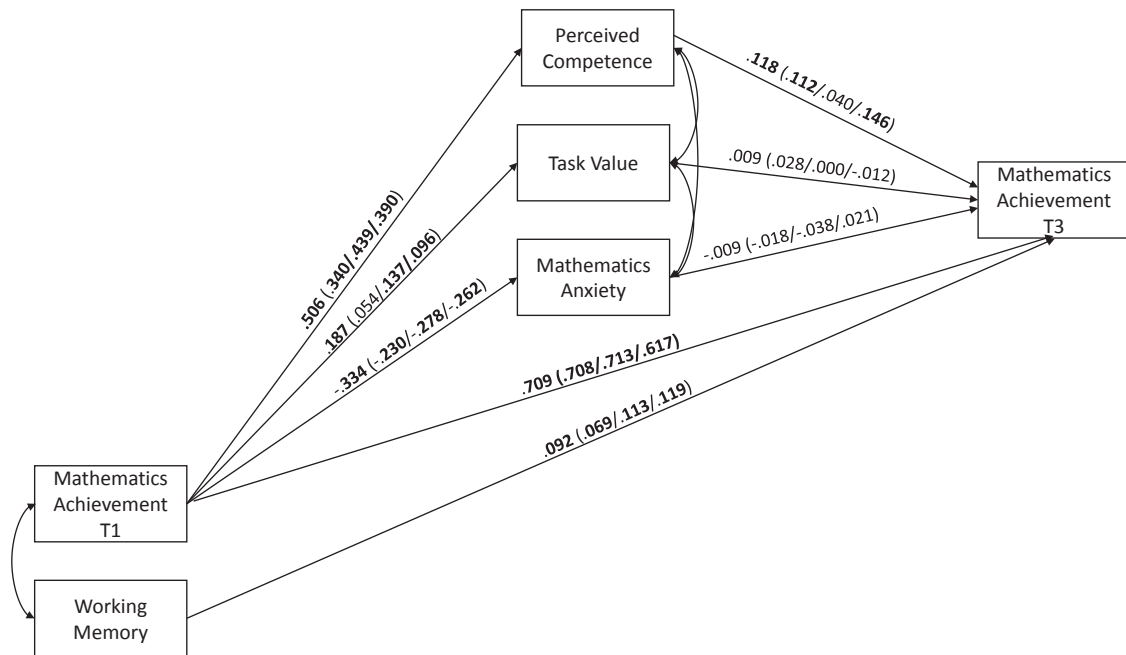 Perceived
Competence
.118 (.112/.040/.146)
Task Value
.009 (.028/.000/-.012)
Mathematics
Achievement
T3
Mathematics
Anxiety
-.009 (-.018/-.038/.021)
.506 (.340/.439/.390)
.187 (.054/.137/.096)
-.334 (-.230/-.278/-.262)
.709 (.708/.713/.617)
.092 (.069/.113/.119)
Mathematics
Achievement
T1
Working
Memory